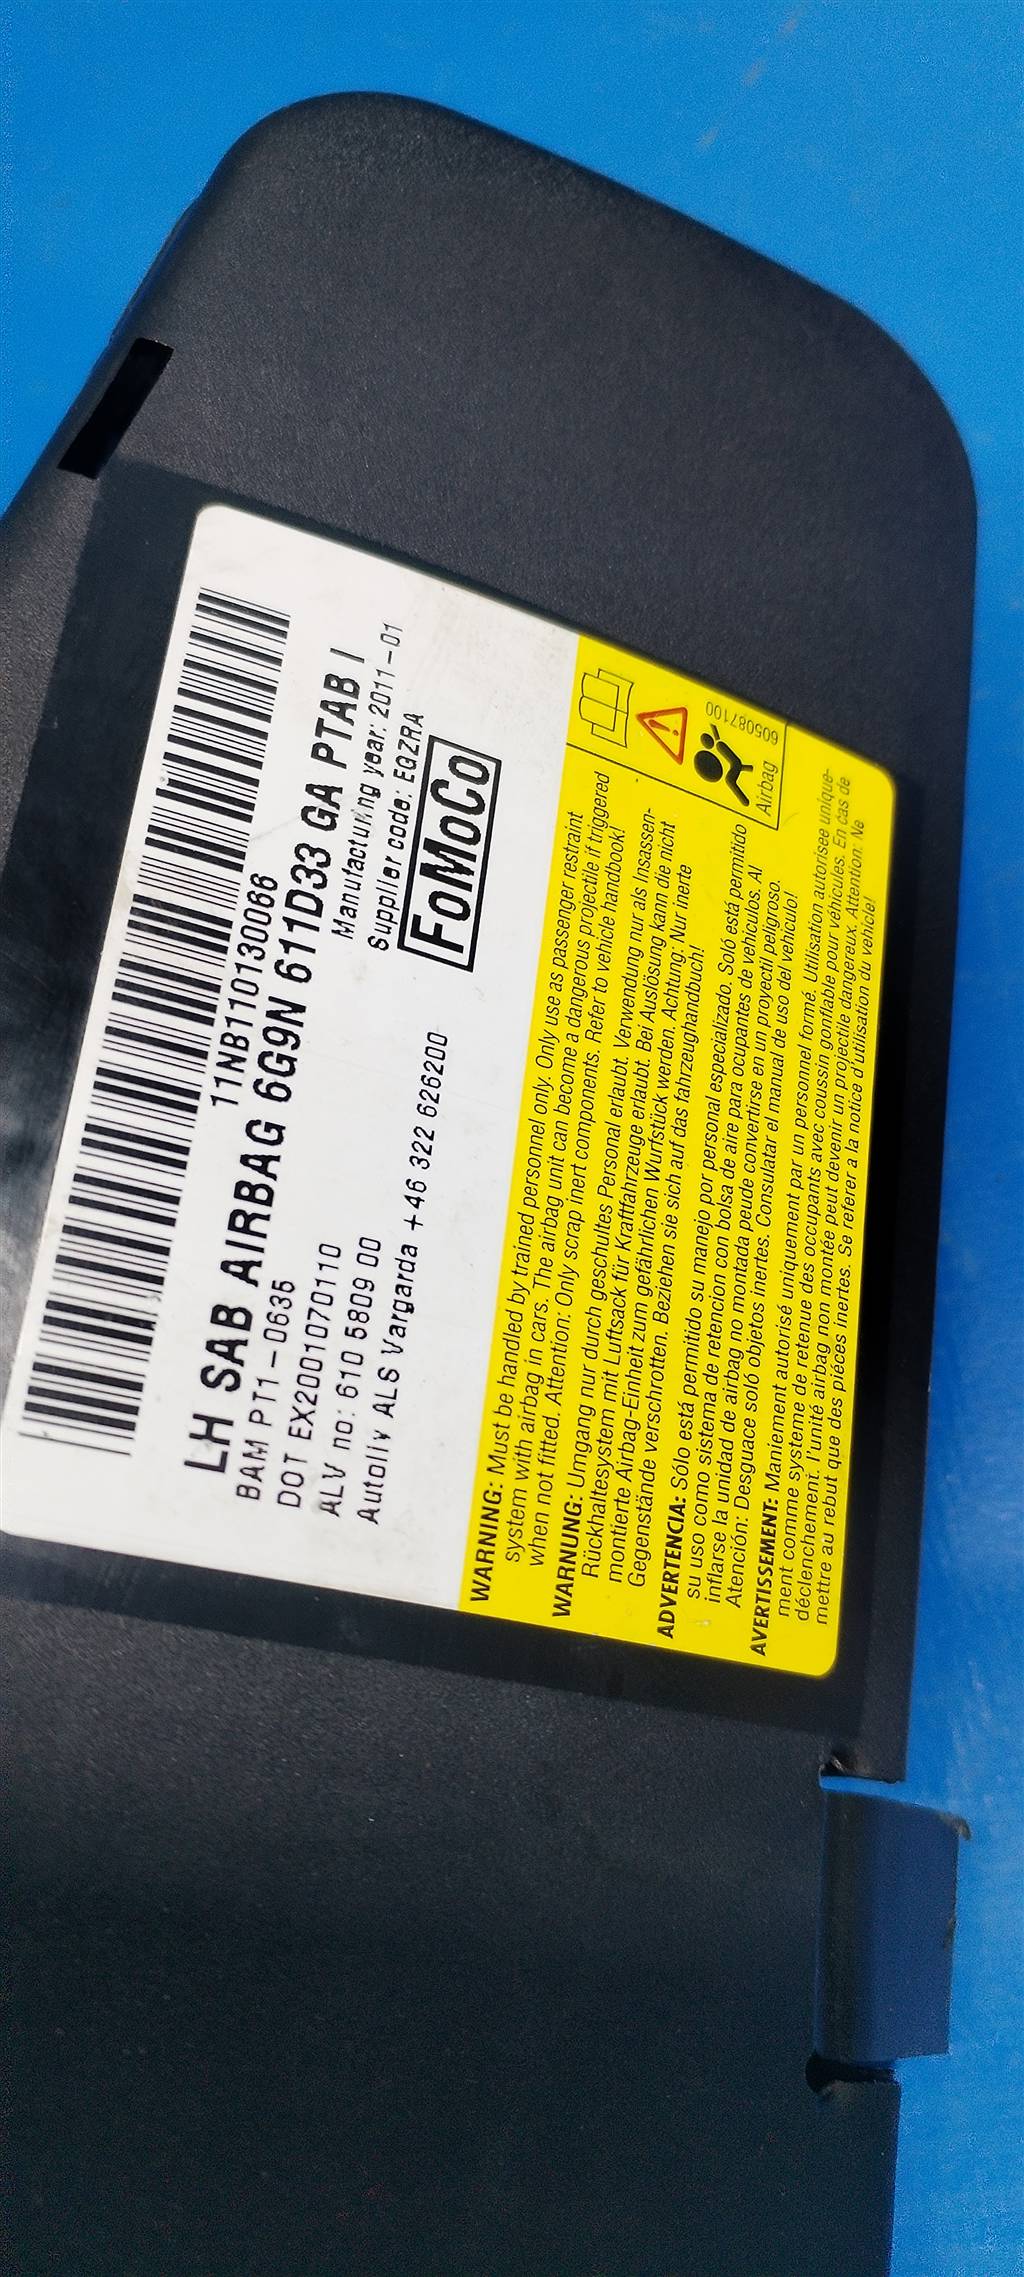 11NB1101130066
LH SAB AIRBAG 6G9N 611D33 GA PTAB I
BAM PT1-0635
Manufacturing year: 2011-01
DOT EX2001070110
Supplier code: EQZRA
ALV no: 610 5809 00
FoMoCo
Autoliv ALS Vargarda +46 322 626200
WARNING: Must be handled by trained personnel only. Only use as passenger restraint
system with airbag in cars. The airbag unit can become a dangerous projectile if triggered
when not fitted. Attention: Only scrap inert components. Refer to vehicle handbook!
WARNUNG: Umgang nur durch geschultes Personal erlaubt. Verwendung nur als Insassen-
Rückhaltesystem mit Luftsack für Kraftfahrzeuge erlaubt. Bei Auslösung kann die nicht
montierte Airbag-Einheit zum gefährlichen Wurfstück werden. Achtung: Nur inerte
Gegenstände verschrotten. Beziehen sie sich auf das fahrzeughandbuch!
ADVERTENCIA: Sólo está permitido su manejo por personal especializado. Soló está permitido
su uso como sistema de retencion con bolsa de aire para ocupantes de vehiculos. Al
inflarse la unidad de airbag no montada peude convertirse en un proyectil peligroso.
Atención: Desguace soló objetos inertes. Consulatar el manual de uso del vehiculo!
AVERTISSEMENT: Maniement autorisé uniquement par un personnel formé. Utilisation autorisee unique-
ment comme systeme de retenue des occupants avec coussin gonflable pour véhicules. En cas de
déclenchement. l'unité airbag non montée peut devenir un projectile dangereux. Attention: Ne
mettre au rebut que des pièces inertes. Se referer a la notice d'utilisation du vehicle!
Airbag
605087100